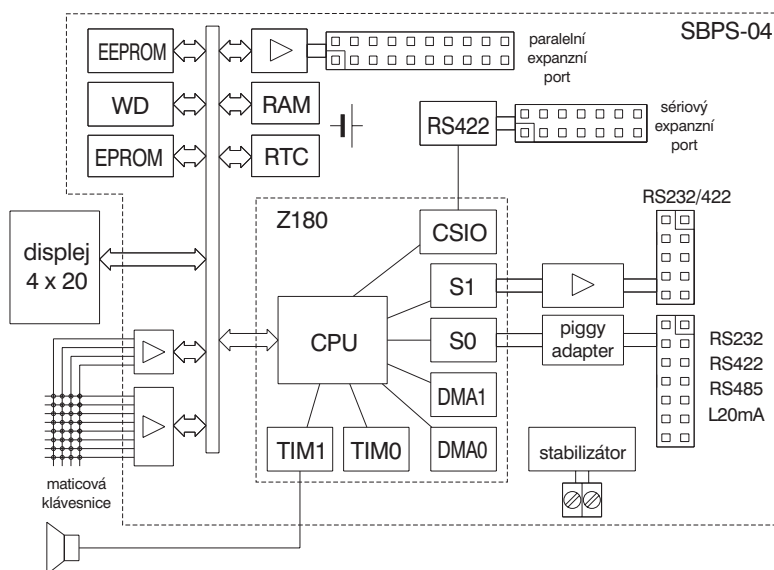 SBPS-04
EEPROM
paralelní
expanzní
port
WD
RAM
EPROM
RTC
RS422
sériový
expanzní
port
RS232/422
displej
4 x 20
Z180
CSIO
S1
CPU
S0
piggy
adapter
RS232
RS422
RS485
L20mA
DMA1
TIM1
TIM0
DMA0
stabilizátor
maticová
klávesnice